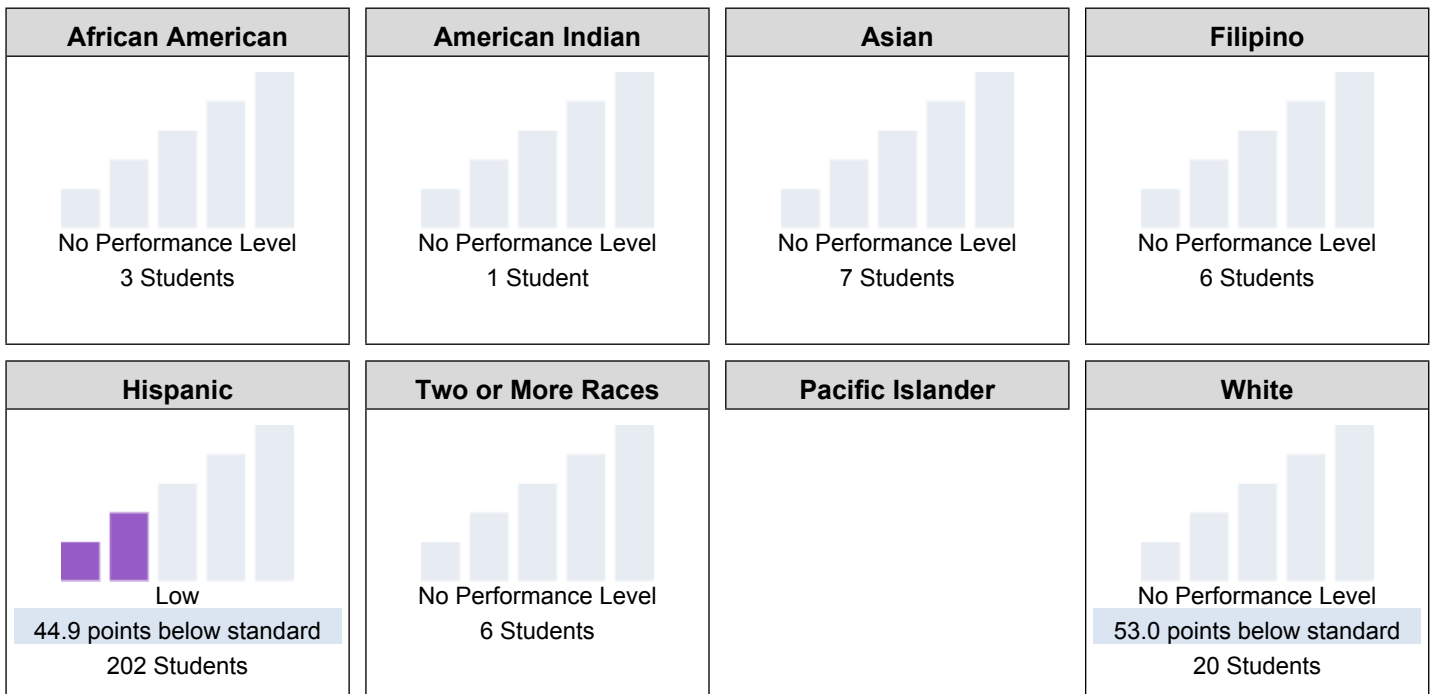 African American
No Performance Level
3 Students
American Indian
No Performance Level
1 Student
Asian
No Performance Level
7 Students
Filipino
No Performance Level
6 Students
Hispanic
Low
44.9 points below standard
202 Students
Two or More Races
No Performance Level
6 Students
Pacific Islander
White
No Performance Level
53.0 points below standard
20 Students